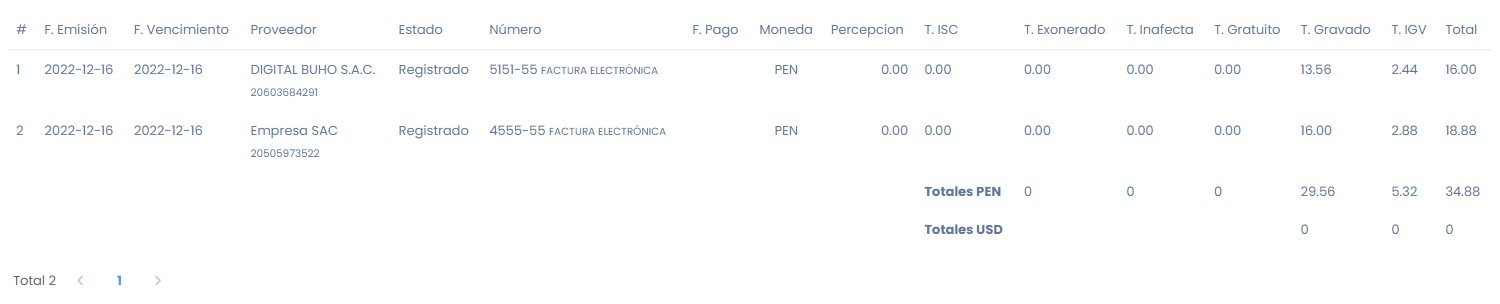 # F. Emisión F. Vencimiento Proveedor Estado Número F. Pago Moneda Percepcion T. ISC T. Exonerado T. Inafecta T. Gratuito T. Gravado T. IGV Total
1 2022-12-16 2022-12-16 DIGITAL BUHO S.A.C. Registrado 5151-55 FACTURA ELECTRÓNICA PEN 0.00 0.00 0.00 0.00 0.00 13.56 2.44 16.00
20603684291
2 2022-12-16 2022-12-16 Empresa SAC Registrado 4555-55 FACTURA ELECTRÓNICA PEN 0.00 0.00 0.00 0.00 0.00 16.00 2.88 18.88
20505973522
Totales PEN 0 0 0 29.56 5.32 34.88
Totales USD 0 0 0
Total 2 < 1 >